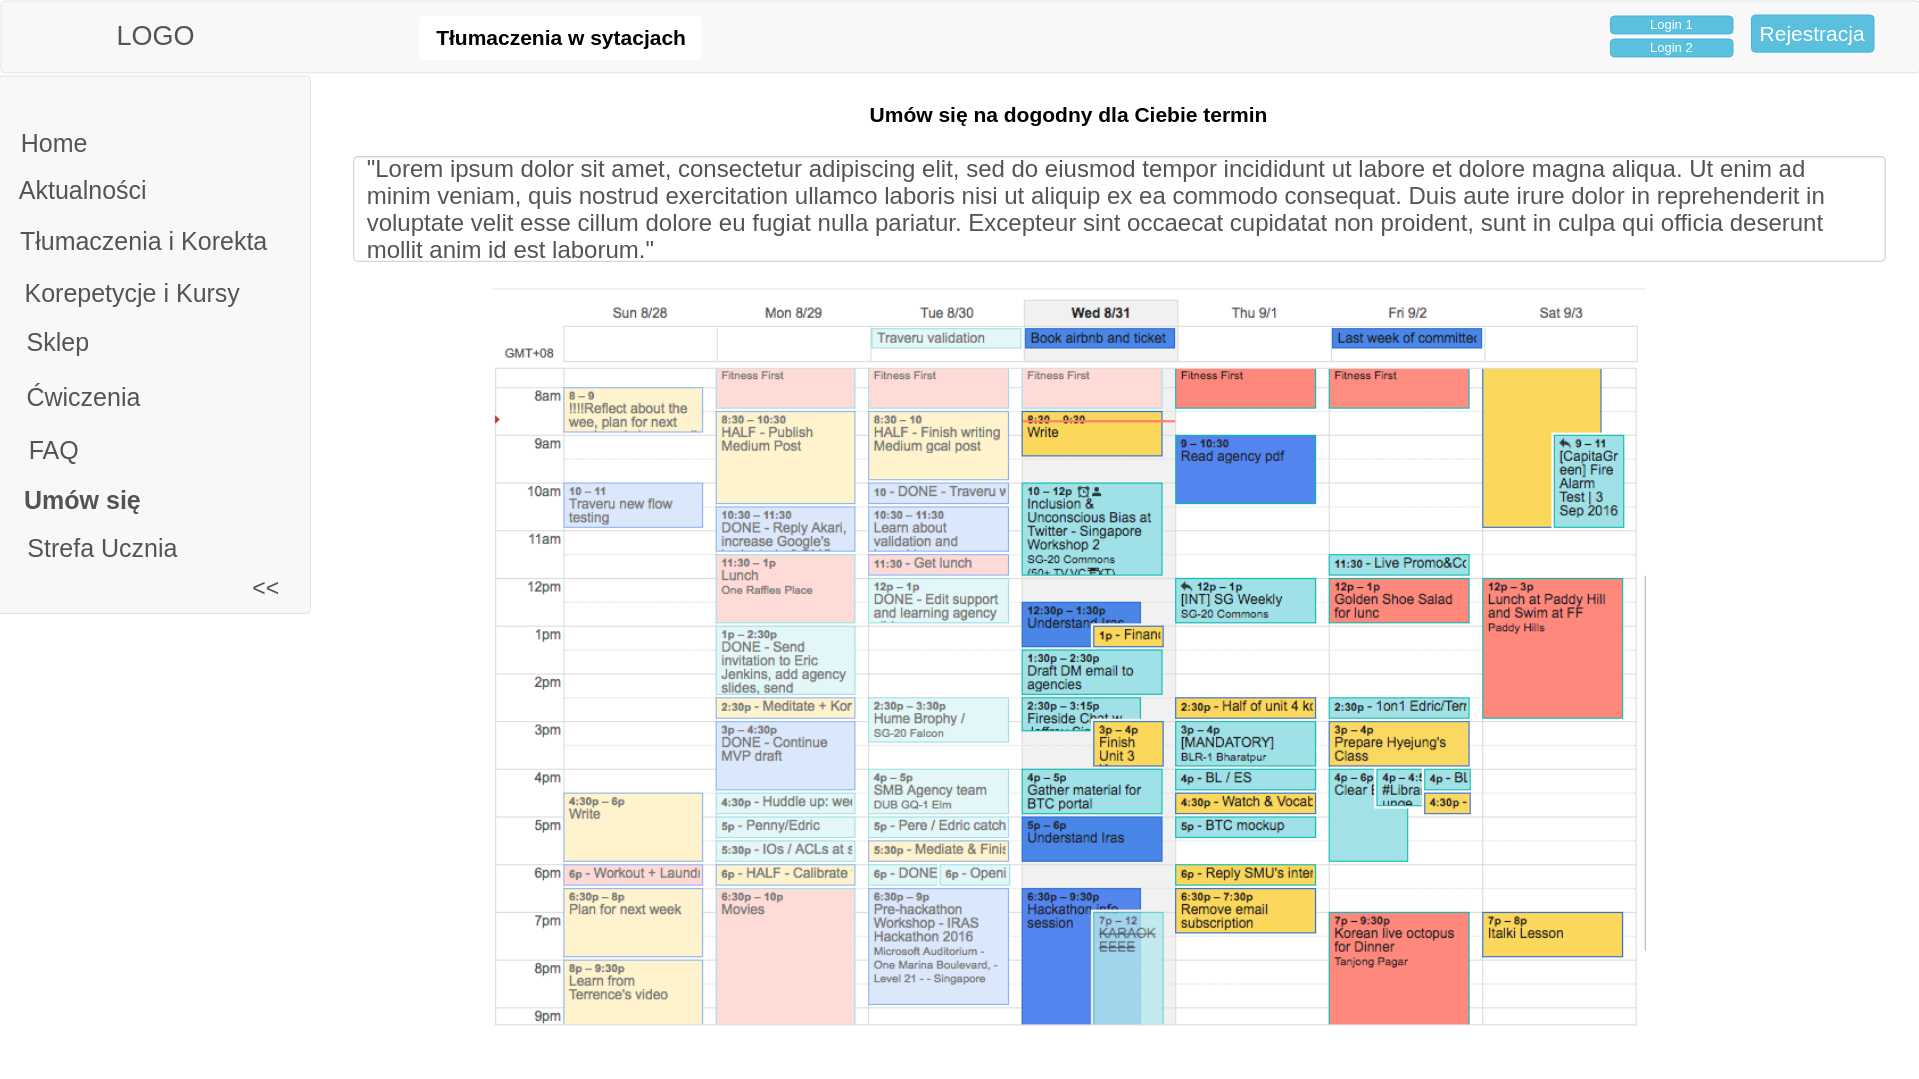 LOGO
Tłumaczenia w sytacjach
Login 1
Login 2
Rejestracja
Home
Aktualności
Tłumaczenia i Korekta
Korepetycje i Kursy
Sklep
Ćwiczenia
FAQ
Umów się
Strefa Ucznia
<<
Umów się na dogodny dla Ciebie termin
"Lorem ipsum dolor sit amet, consectetur adipiscing elit, sed do eiusmod tempor incididunt ut labore et dolore magna aliqua. Ut enim ad
minim veniam, quis nostrud exercitation ullamco laboris nisi ut aliquip ex ea commodo consequat. Duis aute irure dolor in reprehenderit in
voluptate velit esse cillum dolore eu fugiat nulla pariatur. Excepteur sint occaecat cupidatat non proident, sunt in culpa qui officia deserunt
mollit anim id est laborum."
Sun 8/28
Mon 8/29
Tue 8/30
Wed 8/31
Thu 9/1
Fri 9/2
Sat 9/3
GMT+08
Traveru validation
Book airbnb and ticket
Last week of committe
8am
9am
10am
11am
12pm
1pm
2pm
3pm
4pm
5pm
6pm
7pm
8pm
9pm
8 – 9
!!!!Reflect about the
wee, plan for next
10 – 11
Traveru new flow
testing
4:30p – 6p
Write
6p - Workout + Laund
6:30p – 8p
Plan for next week
8p – 9:30p
Learn from
Terrence's video
Fitness First
8:30 – 10:30
HALF - Publish
Medium Post
10:30 – 11:30
DONE - Reply Akari,
increase Google's
11:30 – 1p
Lunch
One Raffles Place
1p – 2:30p
DONE - Send
invitation to Eric
Jenkins, add agency
slides, send
2:30p - Meditate + Kor
3p – 4:30p
DONE - Continue
MVP draft
4:30p - Huddle up: wee
5p - Penny/Edric
5:30p - IOs / ACLs at s
6p - HALF - Calibrate
6:30p – 10p
Movies
Fitness First
8:30 – 10
HALF - Finish writing
Medium gcal post
10 - DONE - Traveru
10:30 – 11:30
Learn about
validation and
11:30 - Get lunch
12p – 1p
DONE - Edit support
and learning agency
2:30p – 3:30p
Hume Brophy /
SG-20 Falcon
4p – 5p
SMB Agency team
DUB GQ-1 Elm
5p - Pere / Edric catch
5:30p - Mediate & Finis
6p - DONE
6p - Openi
6:30p – 9p
Pre-hackathon
Workshop - IRAS
Hackathon 2016
Microsoft Auditorium -
One Marina Boulevard, -
Level 21 - - Singapore
Fitness First
8:30 – 9:30
Write
10 – 12p
Inclusion &
Unconscious Bias at
Twitter - Singapore
Workshop 2
SG-20 Commons
12:30p – 1:30p
Understand Iras
1p - Financ
1:30p – 2:30p
Draft DM email to
agencies
2:30p – 3:15p
Fireside Chat w
3p – 4p
Finish
Unit 3
4p – 5p
Gather material for
BTC portal
5p – 6p
Understand Iras
6:30p – 9:30p
Hackathon info
session
7p – 12
KARAOK
EEEE
Fitness First
9 – 10:30
Read agency pdf
12p – 1p
[INT] SG Weekly
SG-20 Commons
2:30p - Half of unit 4 kc
3p – 4p
[MANDATORY]
BLR-1 Bharatpur
4p - BL / ES
4:30p - Watch & Vocab
5p - BTC mockup
6p - Reply SMU's inter
6:30p – 7:30p
Remove email
subscription
Fitness First
11:30 - Live Promo&Cc
12p – 1p
Golden Shoe Salad
for lunc
2:30p - 1on1 Edric/Terr
3p – 4p
Prepare Hyejung's
Class
4p – 6p
Clear
4p – 4:5
#Libra
4p - BL
4:30p -
7p – 9:30p
Korean live octopus
for Dinner
Tanjong Pagar
9 – 11
[CapitaGr
een] Fire
Alarm
Test | 3
Sep 2016
12p – 3p
Lunch at Paddy Hill
and Swim at FF
Paddy Hills
7p – 8p
Italki Lesson